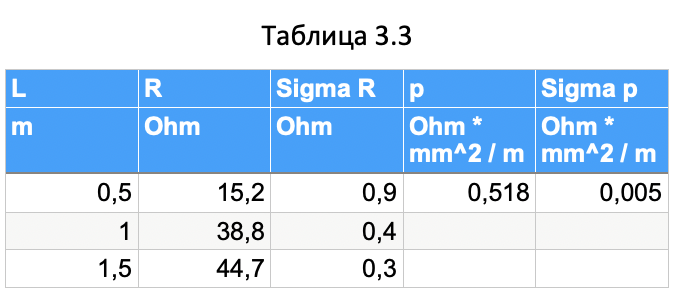 Таблица 3.3
L R Sigma R p Sigma p
m Ohm Ohm Ohm * Ohm *
mm^2 / m mm^2 / m
0,5 15,2 0,9 0,518 0,005
1 38,8 0,4
1,5 44,7 0,3